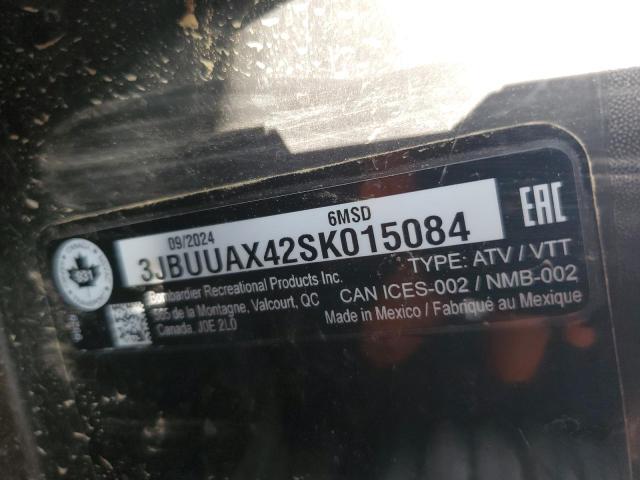 09/2024 6MSD
3JBUUAX42SK015084
EAC
TYPE: ATV / VTT
CAN ICES-002 / NMB-002
Made in Mexico / Fabriqué au Mexique
Bombardier Recreational Products Inc.
565 de la Montagne, Valcourt, QC
Canada, J0E 2L0